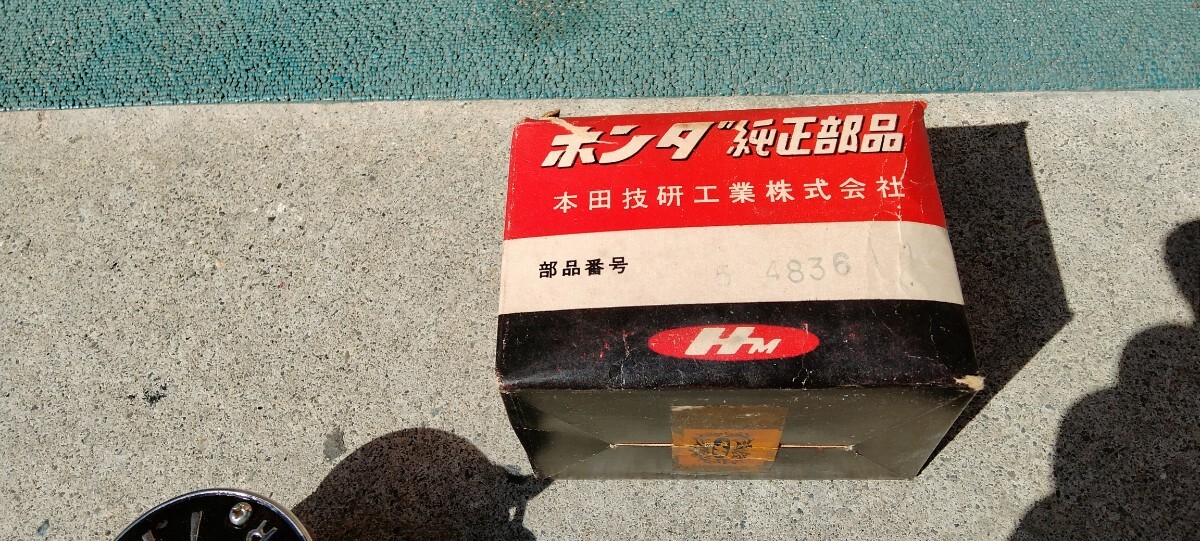 ホンダ純正部品
本田技研工業株式会社
部品番号 5 4836
HM